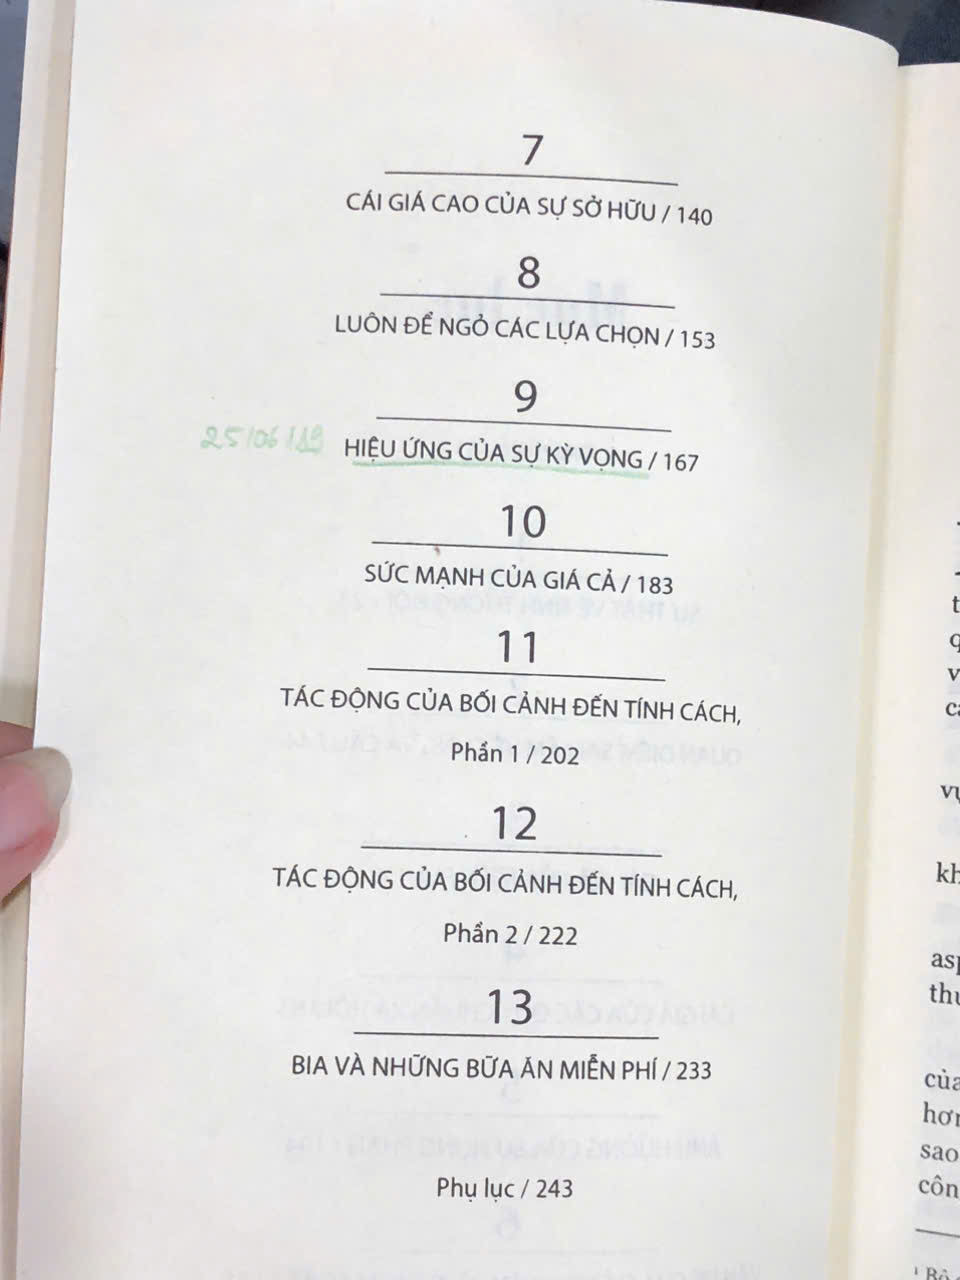 7
CÁI GIÁ CAO CỦA SỰ SỞ HỮU / 140
8
LUÔN ĐỂ NGỎ CÁC LỰA CHỌN / 153
9
25/06/19 HIỆU ỨNG CỦA SỰ KỲ VỌNG / 167
10
SỨC MẠNH CỦA GIÁ CẢ / 183
11
TÁC ĐỘNG CỦA BỐI CẢNH ĐẾN TÍNH CÁCH,
Phần 1 / 202
12
TÁC ĐỘNG CỦA BỐI CẢNH ĐẾN TÍNH CÁCH,
Phần 2 / 222
13
BIA VÀ NHỮNG BỮA ĂN MIỄN PHÍ / 233
Phụ lục / 243
của
sao